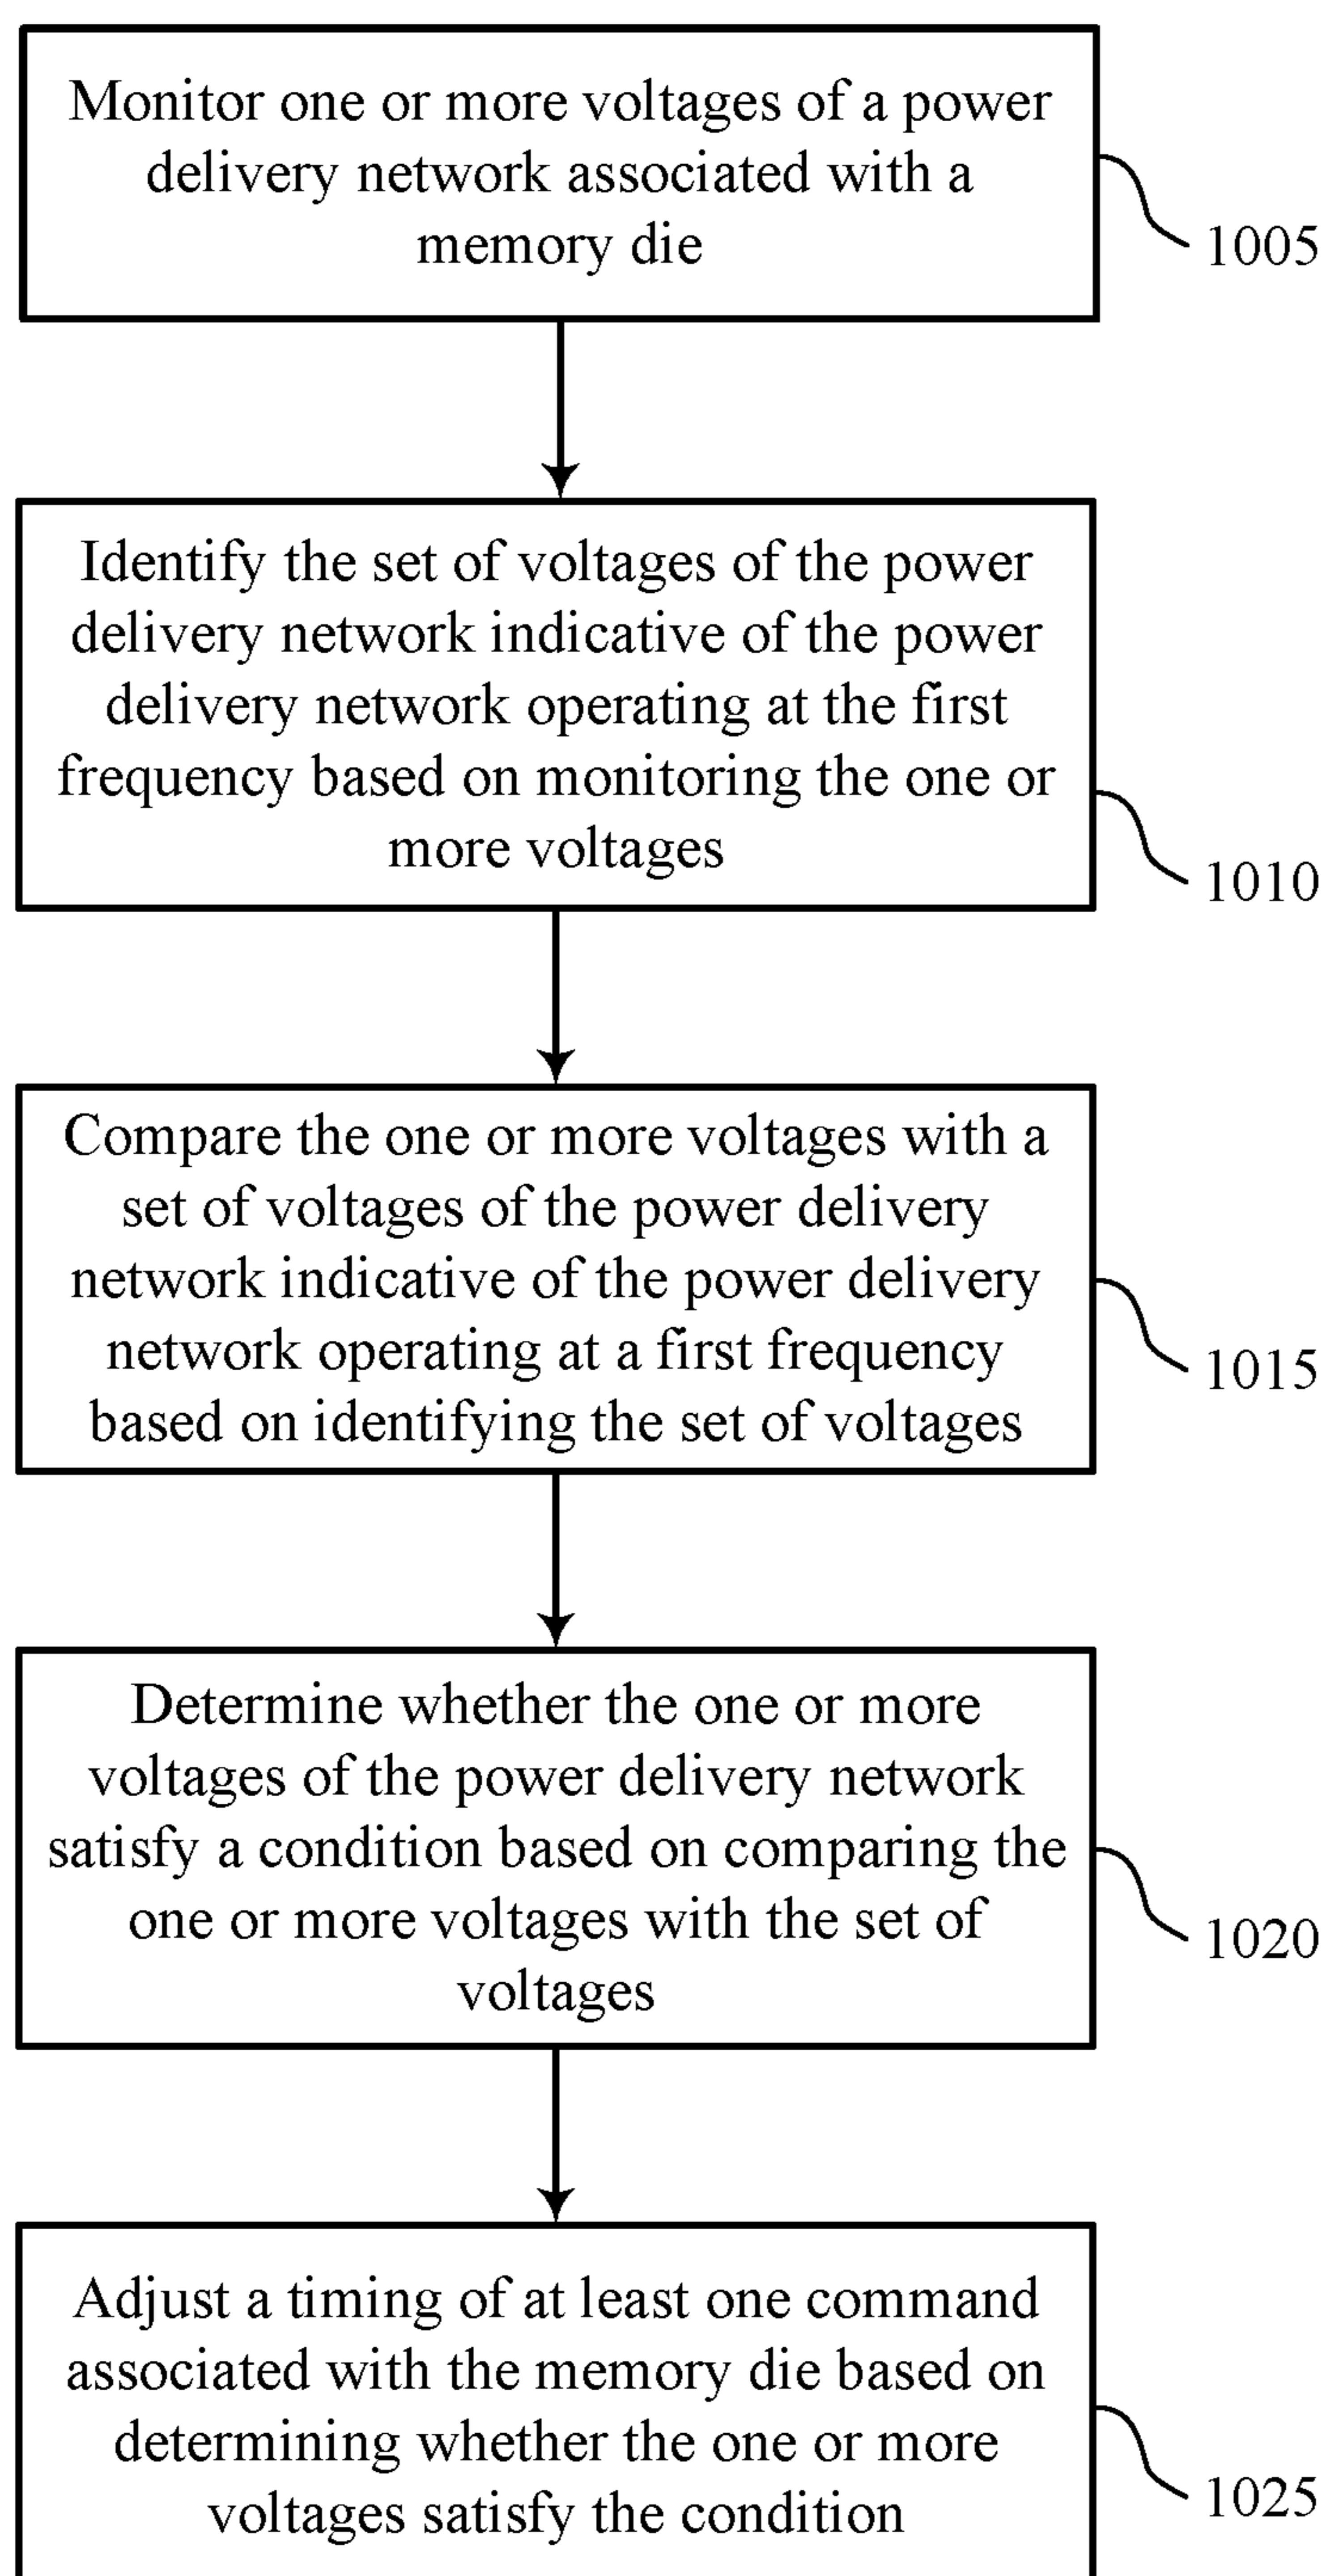 Monitor one or more voltages of a power
delivery network associated with a
memory die
1005
Identify the set of voltages of the power
delivery network indicative of the power
delivery network operating at the first
frequency based on monitoring the one or
more voltages
1010
Compare the one or more voltages with a
set of voltages of the power delivery
network indicative of the power delivery
network operating at a first frequency
based on identifying the set of voltages
1015
Determine whether the one or more
voltages of the power delivery network
satisfy a condition based on comparing the
one or more voltages with the set of
voltages
1020
Adjust a timing of at least one command
associated with the memory die based on
determining whether the one or more
voltages satisfy the condition
1025